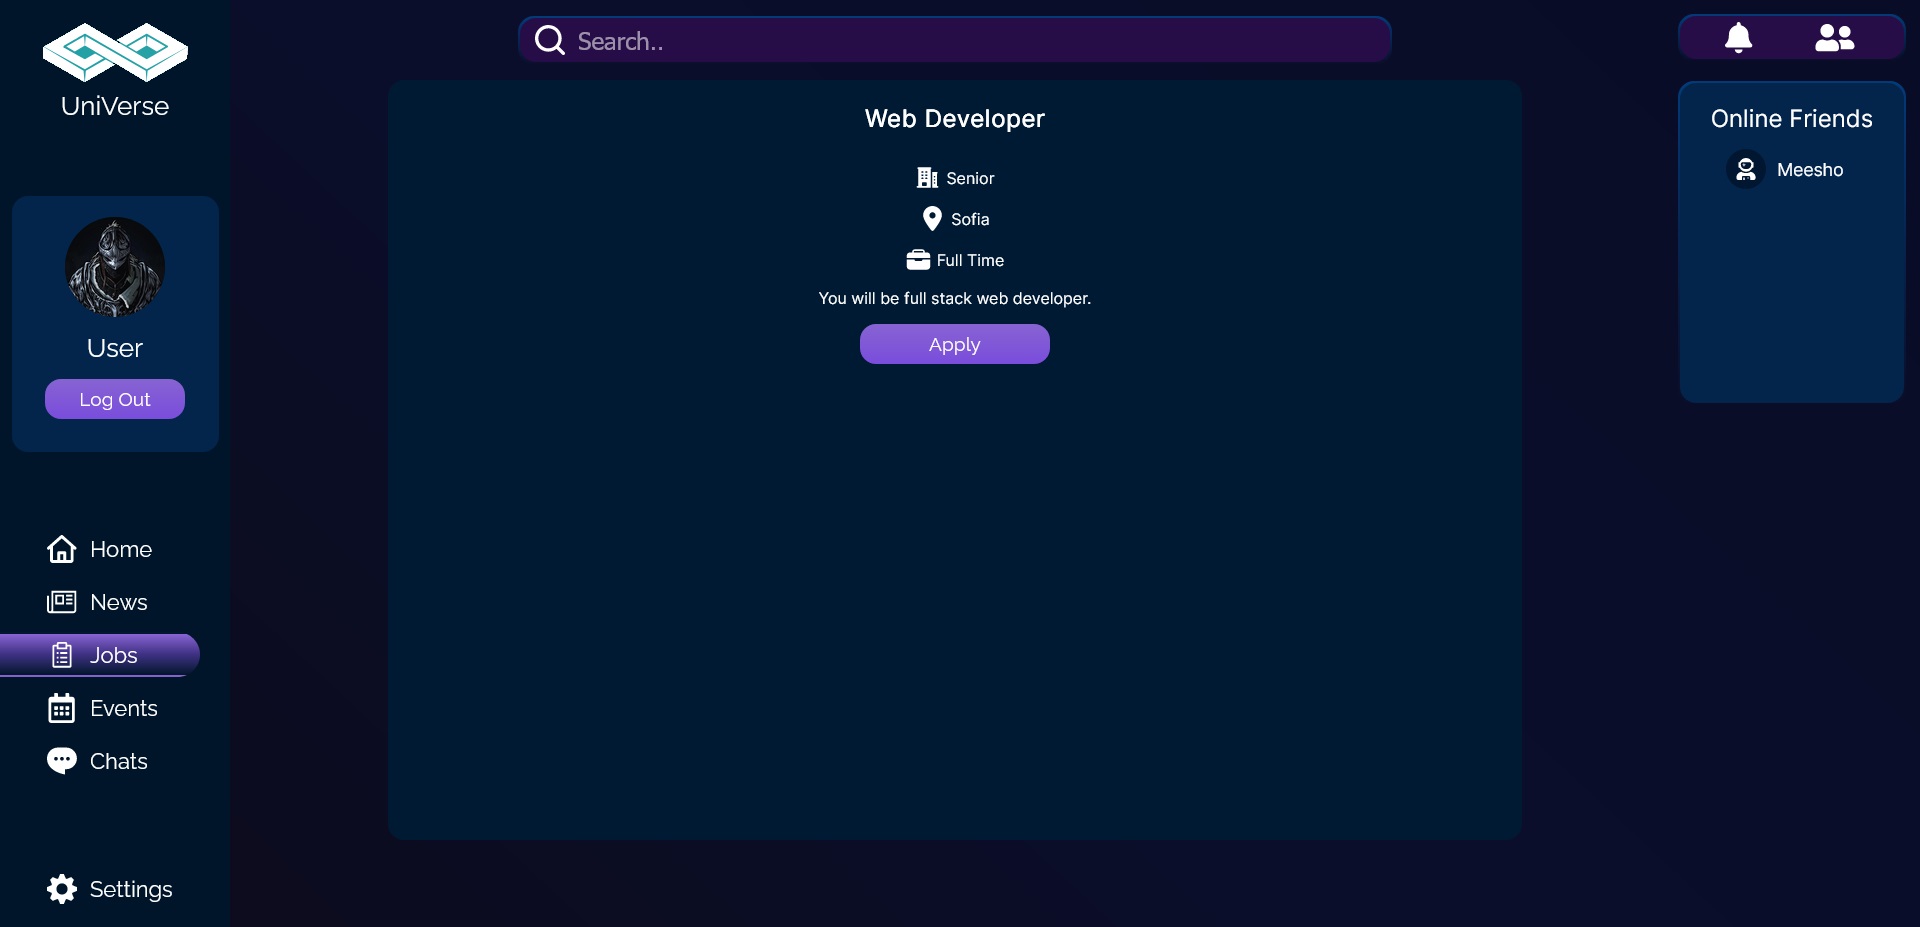 UniVerse
User
Log Out
Home
News
Jobs
Events
Chats
Settings
Search..
Web Developer
Senior
Sofia
Full Time
You will be full stack web developer.
Apply
Online Friends
Meesho